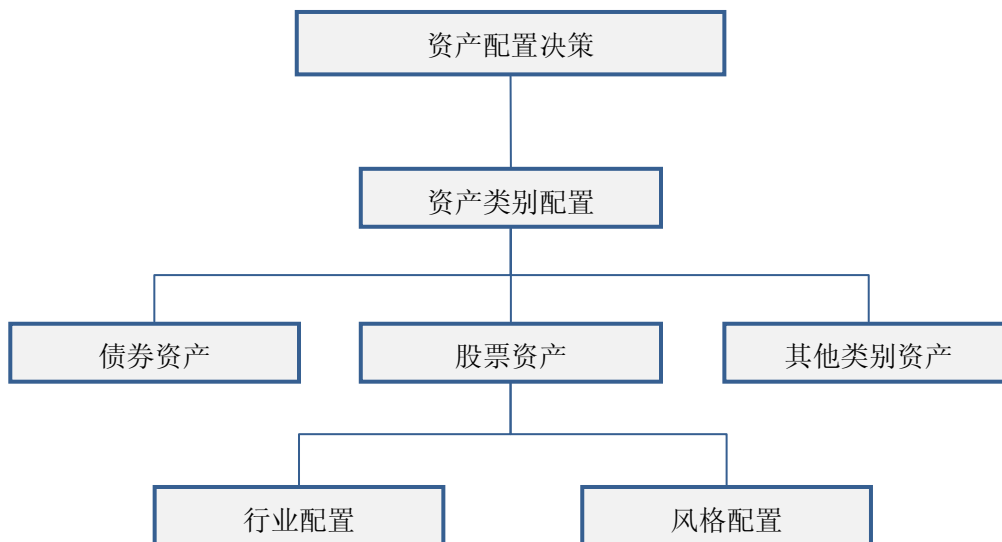 资产配置决策
资产类别配置
债券资产
股票资产
其他类别资产
行业配置
风格配置